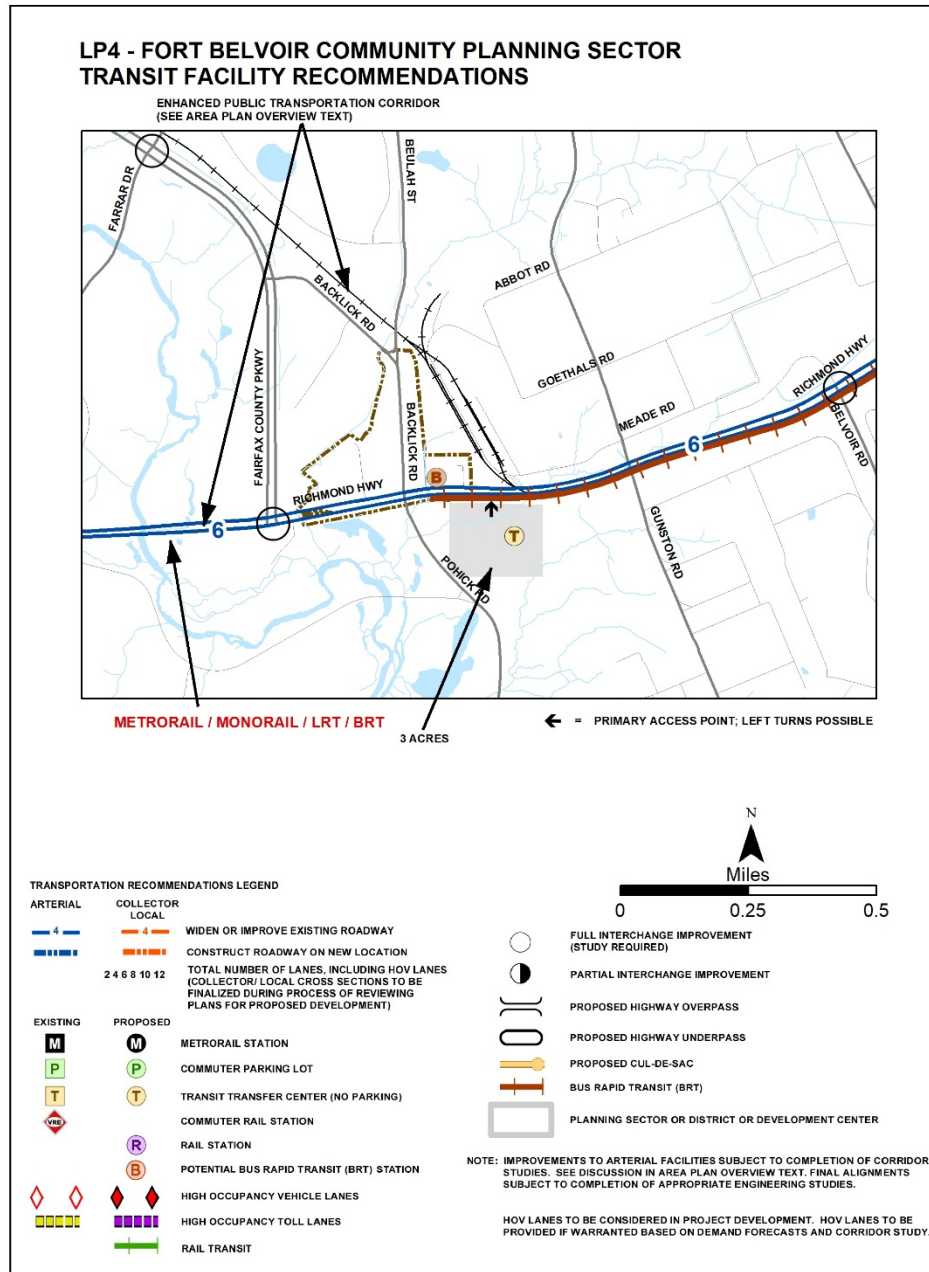 LP4 - FORT BELVOIR COMMUNITY PLANNING SECTOR
TRANSIT FACILITY RECOMMENDATIONS
ENHANCED PUBLIC TRANSPORTATION CORRIDOR
(SEE AREA PLAN OVERVIEW TEXT)
FARRAR DR
BEULAH ST
ABBOT RD
BACKLICK RD
GOETHALS RD
RICHMOND HWY
FAIRFAX COUNTY PKWY
MEADE RD
BELVOIR RD
BACKLICK RD
6
B
RICHMOND HWY
6
T
GUNSTON RD
POHICK RD
METRORAIL / MONORAIL / LRT / BRT
3 ACRES
= PRIMARY ACCESS POINT; LEFT TURNS POSSIBLE
N
Miles
0 0.25 0.5
TRANSPORTATION RECOMMENDATIONS LEGEND
ARTERIAL
COLLECTOR
LOCAL
4 4 WIDEN OR IMPROVE EXISTING ROADWAY
CONSTRUCT ROADWAY ON NEW LOCATION
2 4 6 8 10 12 TOTAL NUMBER OF LANES, INCLUDING HOV LANES
(COLLECTOR/ LOCAL CROSS SECTIONS TO BE
FINALIZED DURING PROCESS OF REVIEWING
PLANS FOR PROPOSED DEVELOPMENT)
EXISTING PROPOSED
M M METRORAIL STATION
P P COMMUTER PARKING LOT
T T TRANSIT TRANSFER CENTER (NO PARKING)
VRE COMMUTER RAIL STATION
R RAIL STATION
B POTENTIAL BUS RAPID TRANSIT (BRT) STATION
HIGH OCCUPANCY VEHICLE LANES
HIGH OCCUPANCY TOLL LANES
RAIL TRANSIT
FULL INTERCHANGE IMPROVEMENT
(STUDY REQUIRED)
PARTIAL INTERCHANGE IMPROVEMENT
PROPOSED HIGHWAY OVERPASS
PROPOSED HIGHWAY UNDERPASS
PROPOSED CUL-DE-SAC
BUS RAPID TRANSIT (BRT)
PLANNING SECTOR OR DISTRICT OR DEVELOPMENT CENTER
NOTE: IMPROVEMENTS TO ARTERIAL FACILITIES SUBJECT TO COMPLETION OF CORRIDOR
STUDIES. SEE DISCUSSION IN AREA PLAN OVERVIEW TEXT. FINAL ALIGNMENTS
SUBJECT TO COMPLETION OF APPROPRIATE ENGINEERING STUDIES.
HOV LANES TO BE CONSIDERED IN PROJECT DEVELOPMENT. HOV LANES TO BE
PROVIDED IF WARRANTED BASED ON DEMAND FORECASTS AND CORRIDOR STUDY.